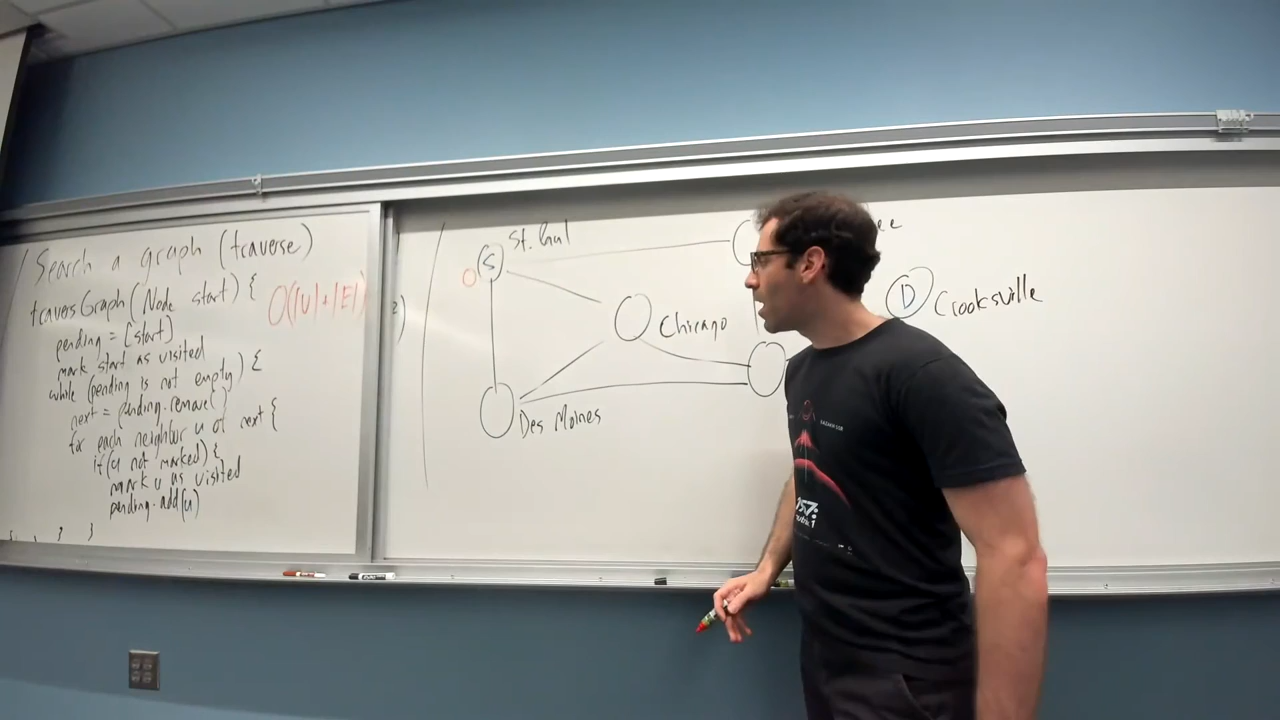 Search a graph (traverse)
traversGraph(Node start) {
O(|V|+|E|)
pending = [start]
mark start as visited
while (pending is not empty) {
next = pending.remove()
for each neighbor u of next {
if(u not marked) {
mark u as visited
pending.add(u)
} }
St. Paul
S
0
Chicago
Des Moines
D
Crooksville